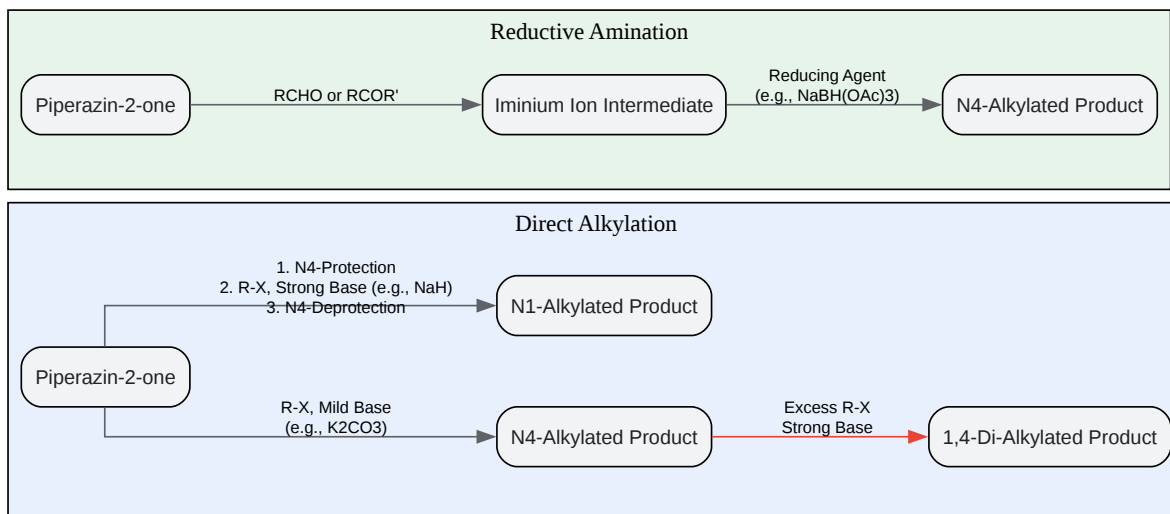 Reductive Amination
Piperazin-2-one
RCHO or RCOR'
Iminium Ion Intermediate
Reducing Agent
(e.g., NaBH(OAc)3)
N4-Alkylated Product
Direct Alkylation
1. N4-Protection
2. R-X, Strong Base (e.g., NaH)
3. N4-Deprotection
N1-Alkylated Product
Piperazin-2-one
R-X, Mild Base
(e.g., K2CO3)
N4-Alkylated Product
Excess R-X
Strong Base
1,4-Di-Alkylated Product